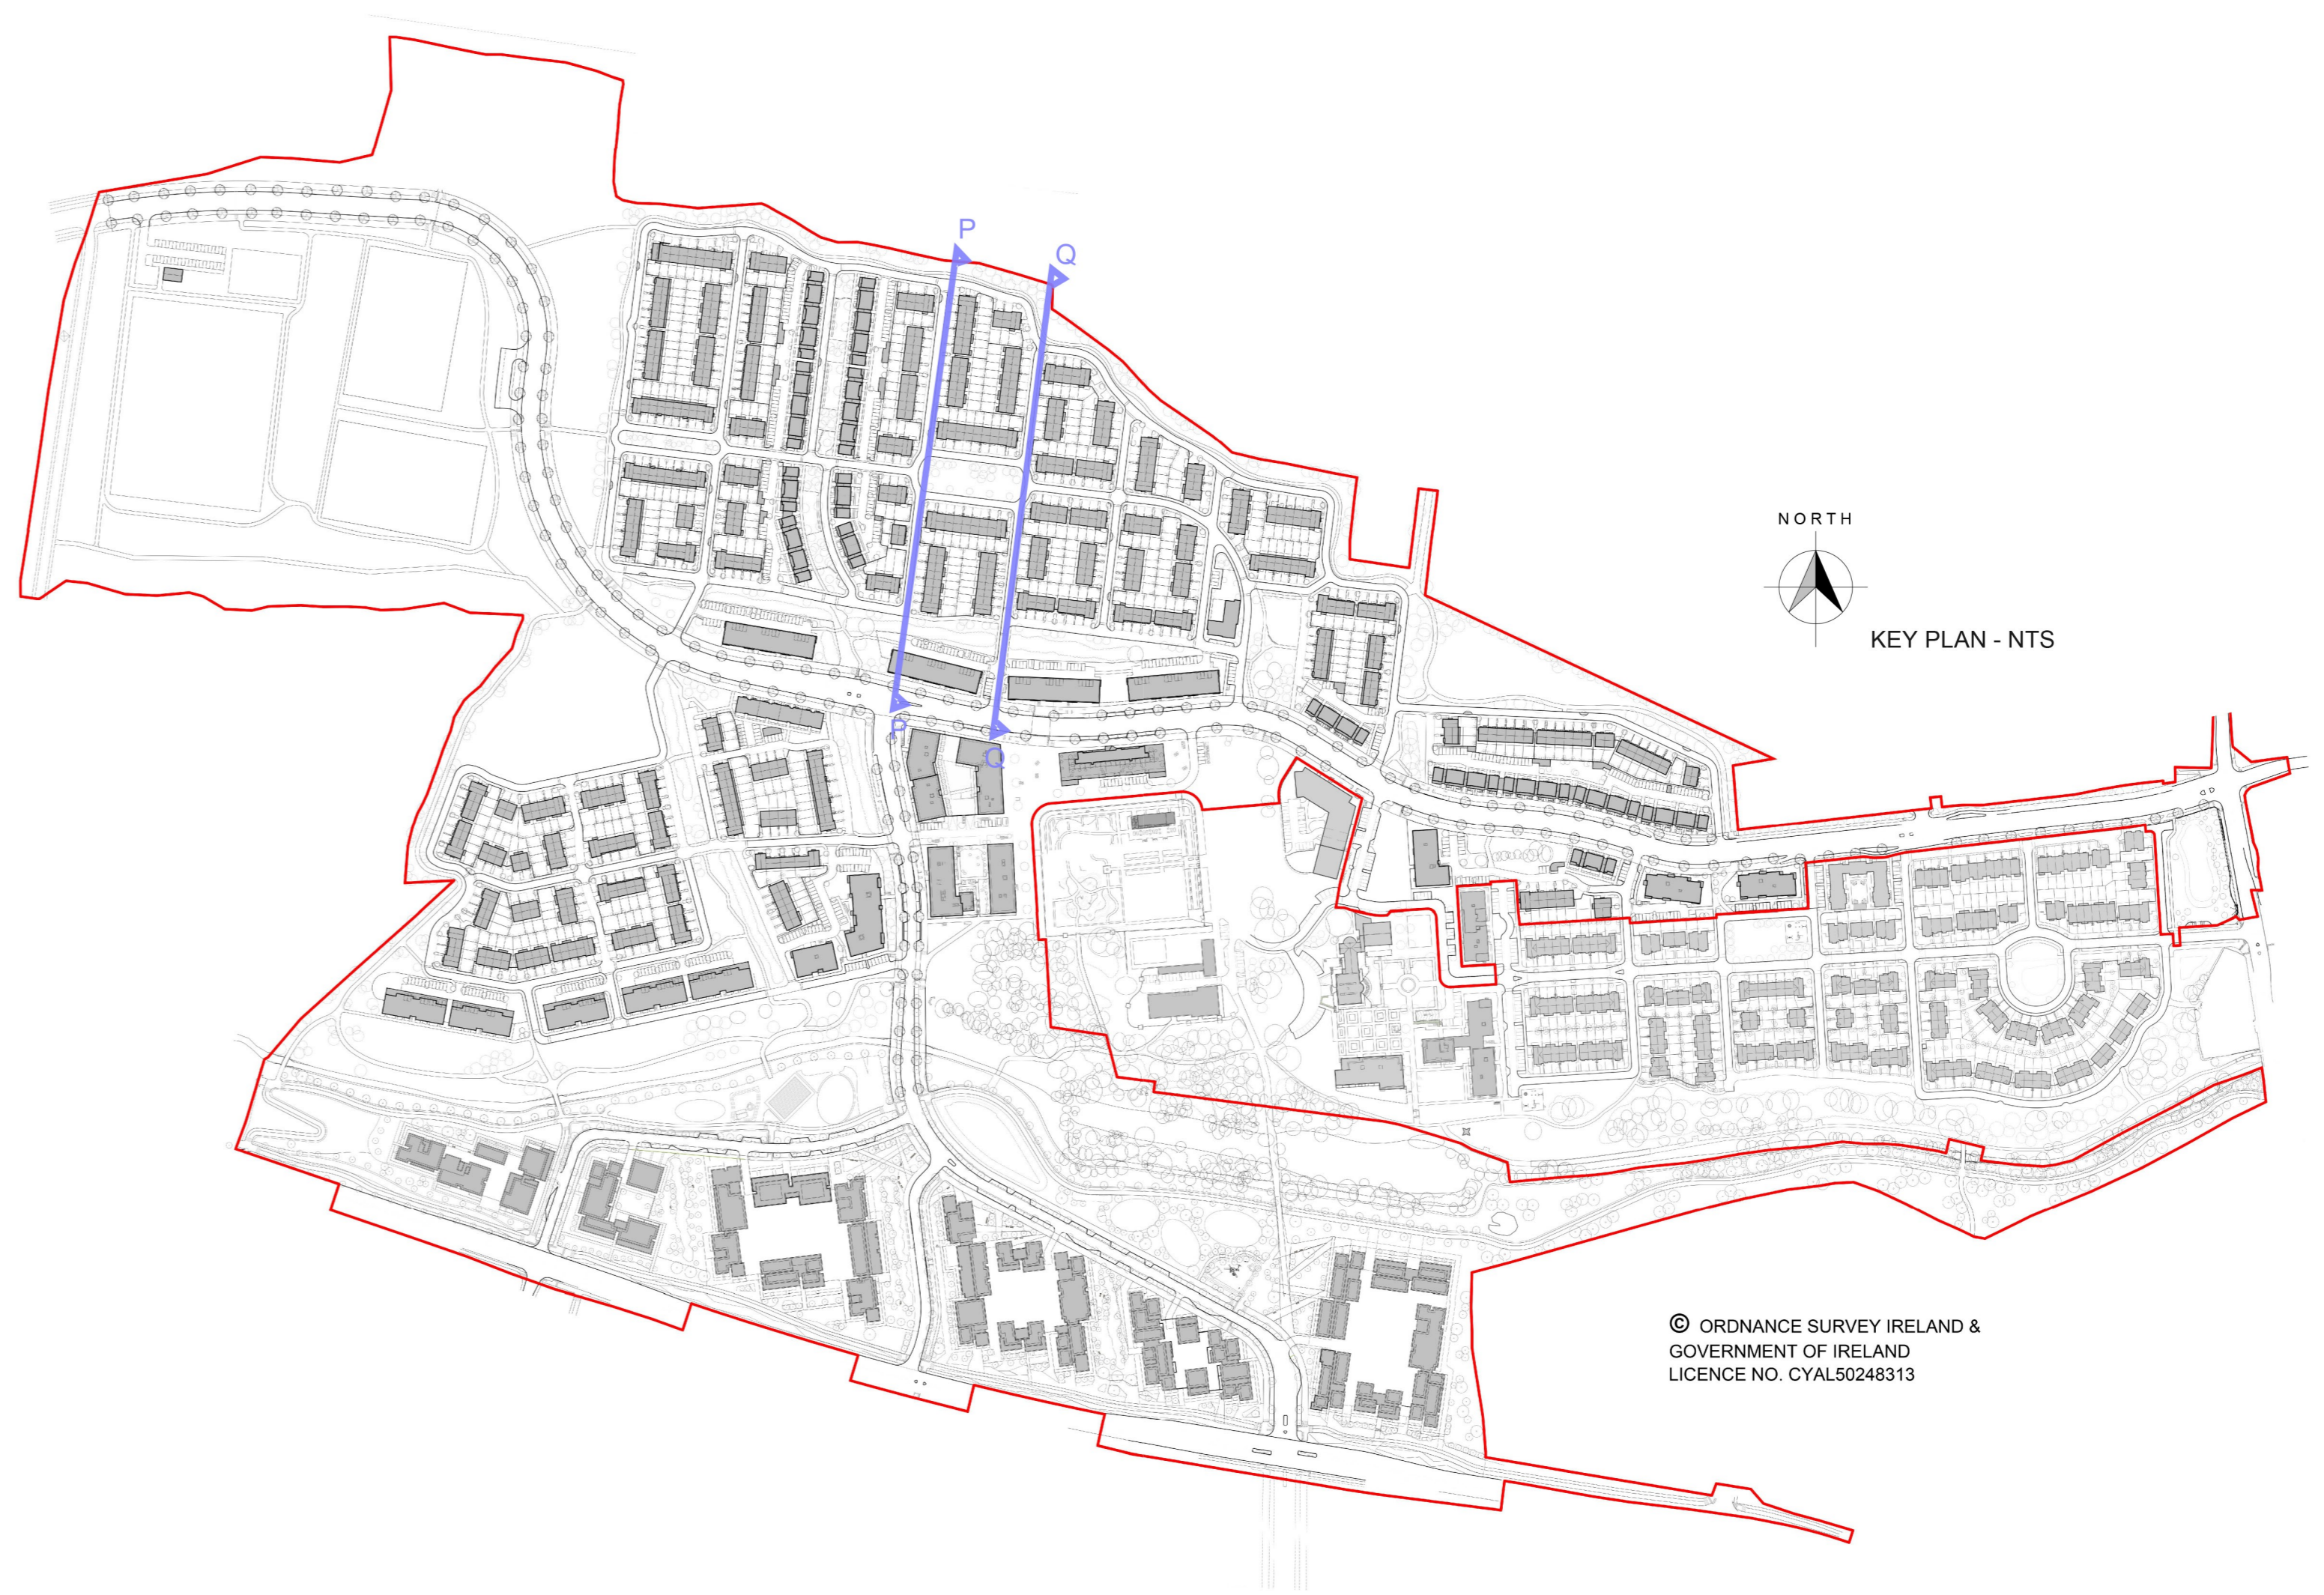 P
Q
NORTH
KEY PLAN - NTS
P
Q
© ORDNANCE SURVEY IRELAND &
GOVERNMENT OF IRELAND
LICENCE NO. CYAL50248313